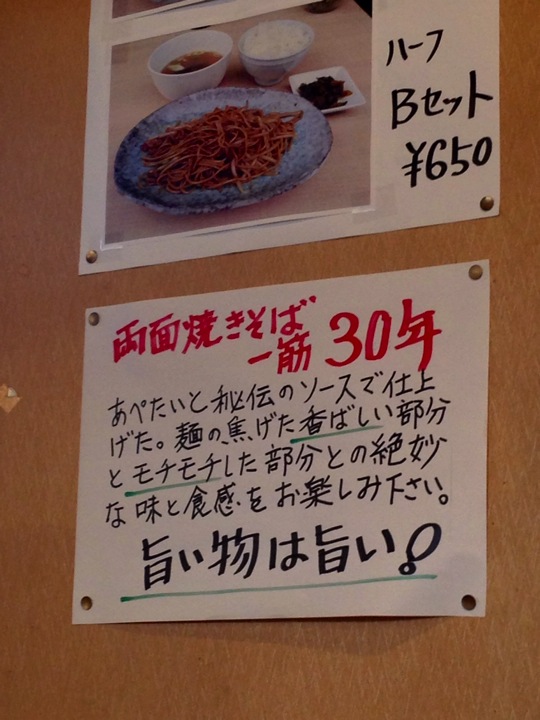 ハーフ
Bセット
¥650
両面焼きそば
一筋 30年
あぺたいと秘伝のソースで仕上
げた。麺の焦げた香ばしい部分
とモチモチした部分との絶妙
な味と食感をお楽しみ下さい。
旨い物は旨い!